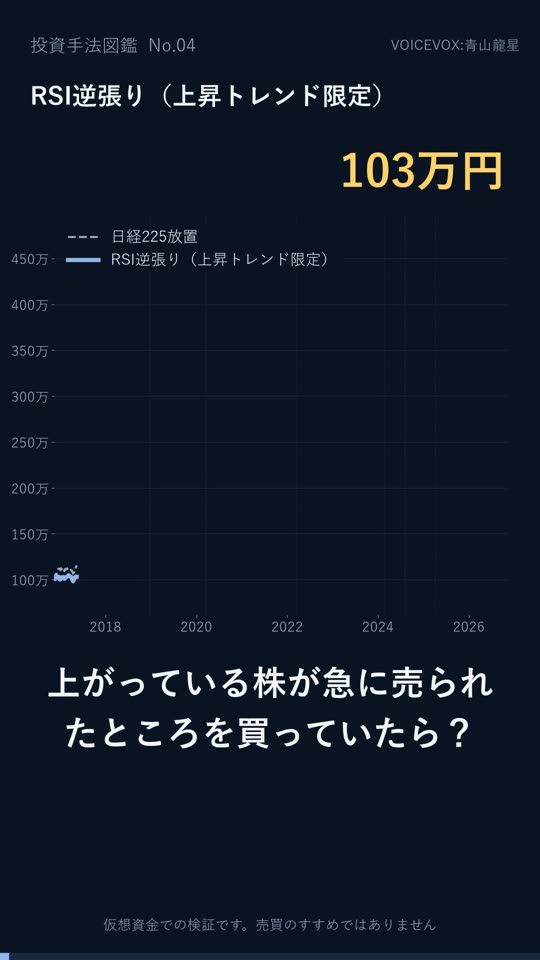 投資手法図鑑 No.04
VOICEVOX:青山龍星
RSI逆張り（上昇トレンド限定）
103万円
日経225放置
RSI逆張り（上昇トレンド限定）
450万
400万
350万
300万
250万
200万
150万
100万
2018 2020 2022 2024 2026
上がっている株が急に売られ
たところを買っていたら？
仮想資金での検証です。売買のすすめではありません